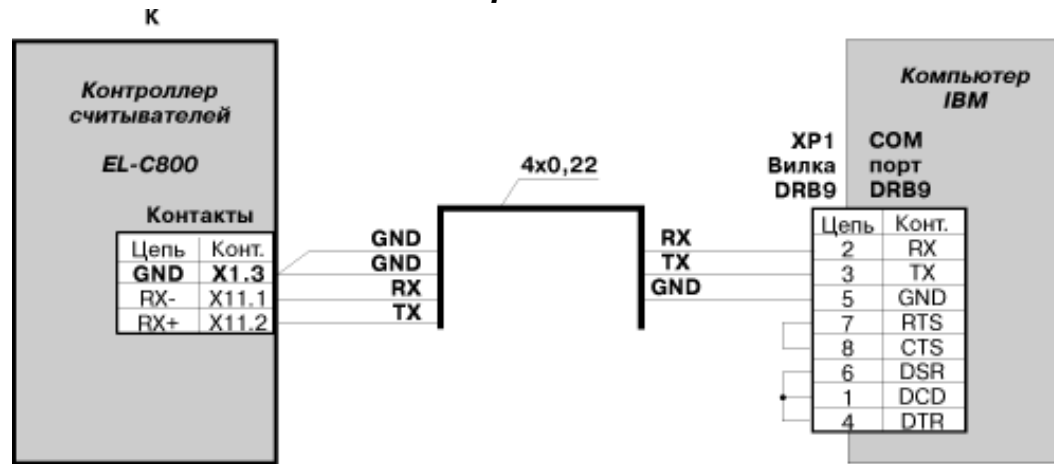 К
Контроллер
считывателей
EL-C800
Контакты
Цепь Конт.
GND X1.3
RX- X11.1
RX+ X11.2
GND
GND
RX
TX
4x0,22
RX
TX
GND
Компьютер
IBM
XP1 COM
Вилка порт
DRB9 DRB9
Цепь Конт.
2 RX
3 TX
5 GND
7 RTS
8 CTS
6 DSR
1 DCD
4 DTR